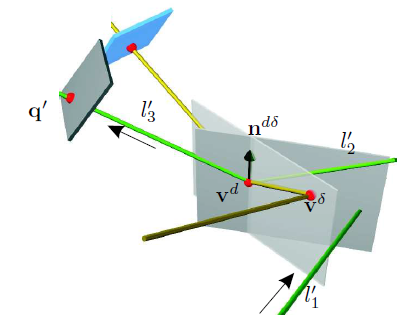 q′
l′₃
n^{dδ}
l′₂
v^d
v^δ
l′₁